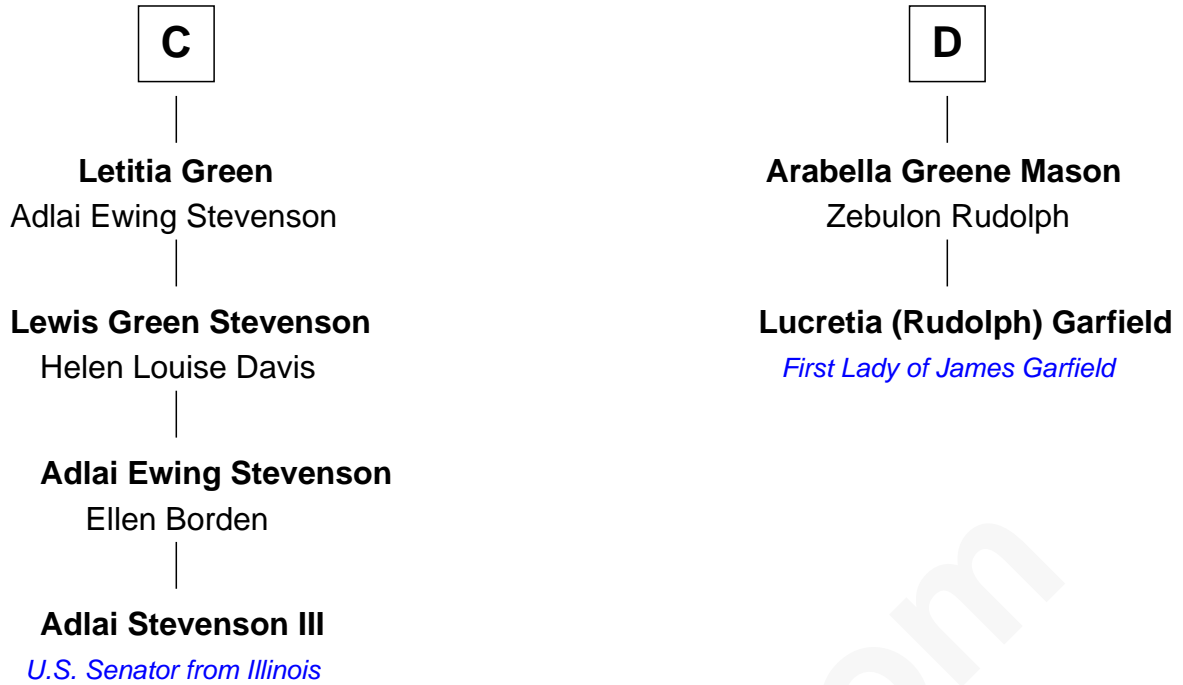 C
Letitia Green
Adlai Ewing Stevenson
Lewis Green Stevenson
Helen Louise Davis
Adlai Ewing Stevenson
Ellen Borden
Adlai Stevenson III
U.S. Senator from Illinois
D
Arabella Greene Mason
Zebulon Rudolph
Lucretia (Rudolph) Garfield
First Lady of James Garfield
om